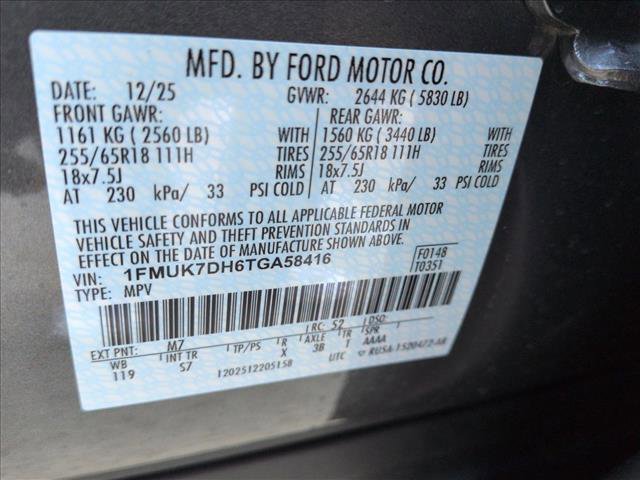 MFD. BY FORD MOTOR CO.
DATE: 12/25 GVWR: 2644 KG ( 5830 LB)
FRONT GAWR: REAR GAWR:
1161 KG ( 2560 LB) WITH 1560 KG ( 3440 LB) WITH
255/65R18 111H TIRES 255/65R18 111H TIRES
18x7.5J RIMS 18x7.5J RIMS
AT 230 kPa/ 33 PSI COLD AT 230 kPa/ 33 PSI COLD
THIS VEHICLE CONFORMS TO ALL APPLICABLE FEDERAL MOTOR
VEHICLE SAFETY AND THEFT PREVENTION STANDARDS IN
EFFECT ON THE DATE OF MANUFACTURE SHOWN ABOVE.
VIN: 1FMUK7DH6TGA58416 F0148
TYPE: MPV T0351
EXT PNT: M7 RC: 52 DSO:
WB INT TR TP/PS R AXLE TR SPR
119 S7 X 3B 1 AAAA
1202512205158 UTC